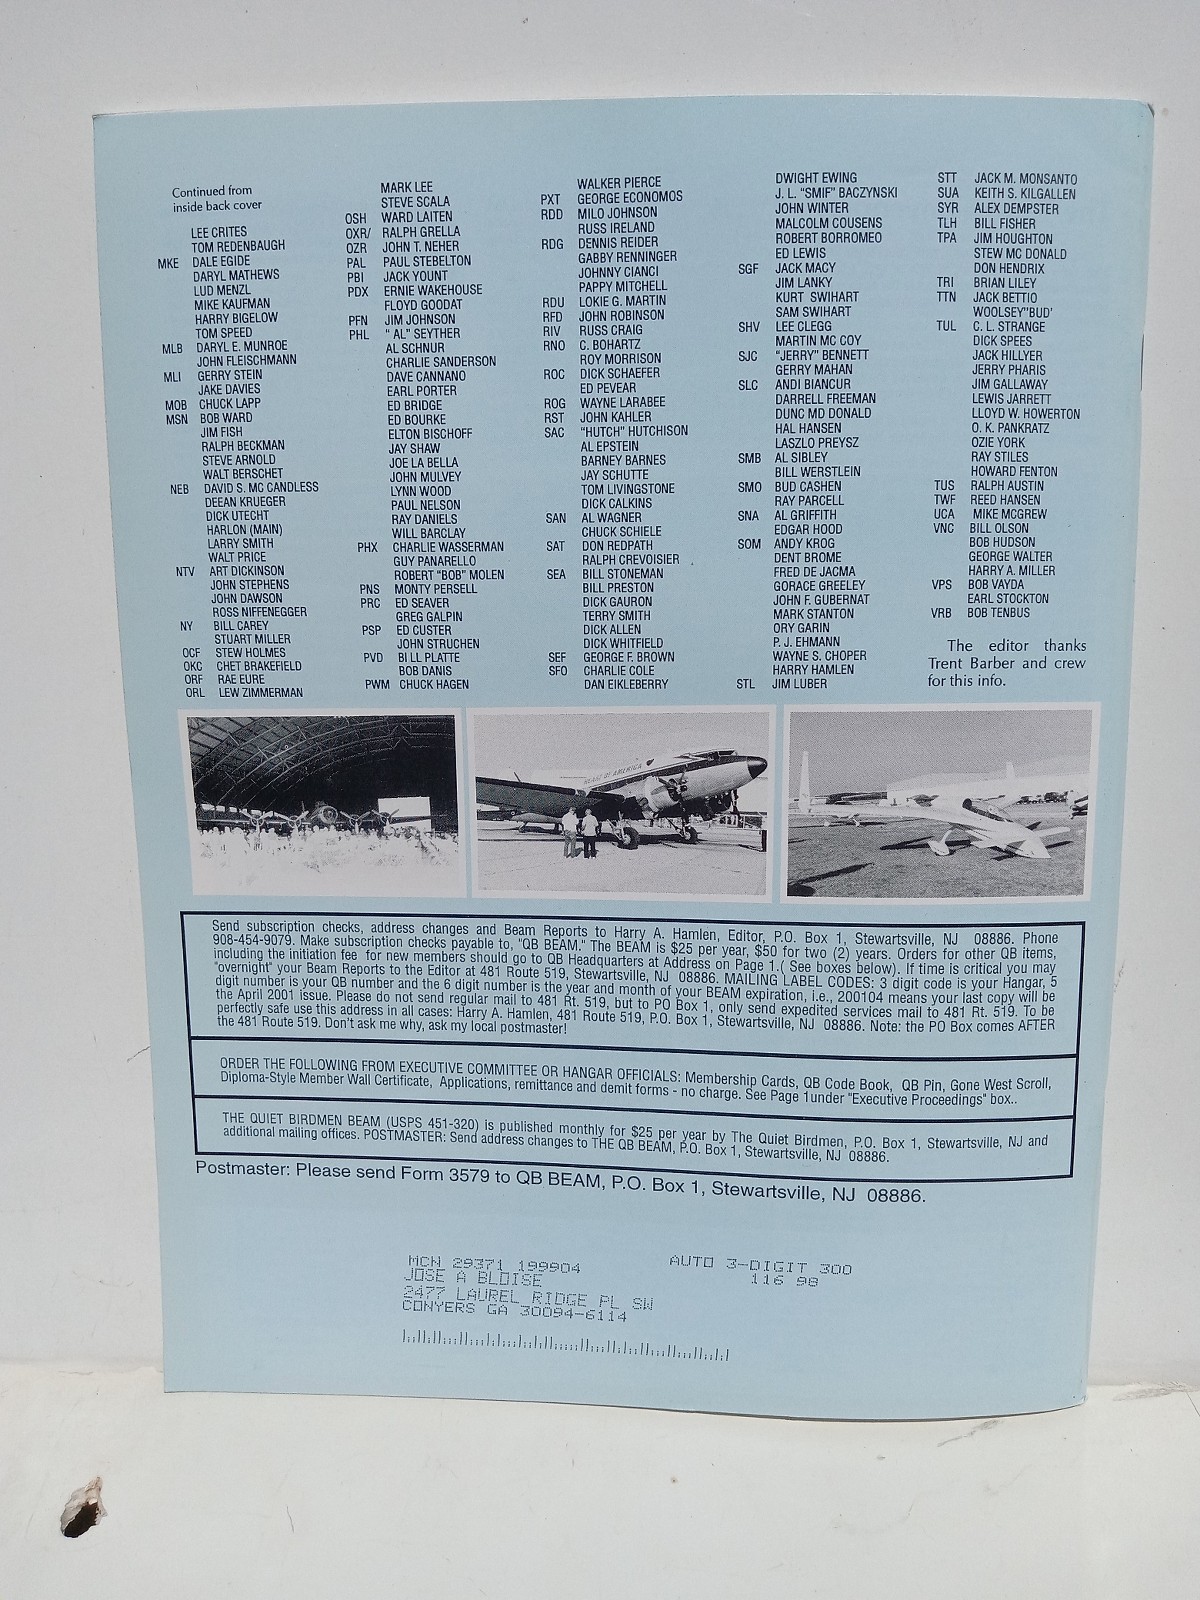 Continued from
inside back cover
LEE CRITES
TOM REDENBAUGH
MKE DALE EGIDE
DARYL MATHEWS
LUD MENZL
MIKE KAUFMAN
HARRY BIGELOW
TOM SPEED
MLB DARYL E. MUNROE
JOHN FLEISCHMANN
MLI GERRY STEIN
JAKE DAVIES
MOB CHUCK LAPP
MSN BOB WARD
JIM FISH
RALPH BECKMAN
STEVE ARNOLD
WALT BERSCHET
NEB DAVID S. MC CANDLESS
DEEAN KRUEGER
DICK UTECHT
HARLON (MAIN)
LARRY SMITH
WALT PRICE
NTV ART DICKINSON
JOHN STEPHENS
JOHN DAWSON
ROSS NIFFENEGGER
NY BILL CAREY
STUART MILLER
OCF STEW HOLMES
OKC CHET BRAKEFIELD
ORF RAE EURE
ORL LEW ZIMMERMAN
MARK LEE
STEVE SCALA
OSH WARD LAITEN
OXR/ RALPH GRELLA
OZR JOHN T. NEHER
PAL PAUL STEBELTON
PBI JACK YOUNT
PDX ERNIE WAKEHOUSE
FLOYD GOODAT
PFN JIM JOHNSON
PHL " AL" SEYTHER
AL SCHNUR
CHARLIE SANDERSON
DAVE CANNANO
EARL PORTER
ED BRIDGE
ED BOURKE
ELTON BISCHOFF
JAY SHAW
JOE LA BELLA
JOHN MULVEY
LYNN WOOD
PAUL NELSON
RAY DANIELS
WILL BARCLAY
PHX CHARLIE WASSERMAN
GUY PANARELLO
ROBERT "BOB" MOLEN
PNS MONTY PERSELL
PRC ED SEAVER
GREG GALPIN
PSP ED CUSTER
JOHN STRUCHEN
PVD BILL PLATTE
BOB DANIS
PWM CHUCK HAGEN
WALKER PIERCE
PXT GEORGE ECONOMOS
RDD MILO JOHNSON
RUSS IRELAND
RDG DENNIS REIDER
GABBY RENNINGER
JOHNNY CIANCI
PAPPY MITCHELL
RDU LOKIE G. MARTIN
RFD JOHN ROBINSON
RIV RUSS CRAIG
RNO C. BOHARTZ
ROY MORRISON
ROC DICK SCHAEFER
ED PEVEAR
ROG WAYNE LARABEE
RST JOHN KAHLER
SAC "HUTCH" HUTCHISON
AL EPSTEIN
BARNEY BARNES
JAY SCHUTTE
TOM LIVINGSTONE
DICK CALKINS
SAN AL WAGNER
CHUCK SCHIELE
SAT DON REDPATH
RALPH CREVOISIER
SEA BILL STONEMAN
BILL PRESTON
DICK GAURON
TERRY SMITH
DICK ALLEN
DICK WHITFIELD
SEF GEORGE F. BROWN
SFO CHARLIE COLE
DAN EIKLEBERRY
DWIGHT EWING
J. L. "SMIF" BACZYNSKI
JOHN WINTER
MALCOLM COUSENS
ROBERT BORROMEO
ED LEWIS
SGF JACK MACY
JIM LANKY
KURT SWIHART
SAM SWIHART
SHV LEE CLEGG
MARTIN MC COY
SJC "JERRY" BENNETT
GERRY MAHAN
SLC ANDI BIANCUR
DARRELL FREEMAN
DUNC MD DONALD
HAL HANSEN
LASZLO PREYSZ
SMB AL SIBLEY
BILL WERSTLEIN
SMO BUD CASHEN
RAY PARCELL
SNA AL GRIFFITH
EDGAR HOOD
SOM ANDY KROG
DENT BROME
FRED DE JACMA
GORACE GREELEY
JOHN F. GUBERNAT
MARK STANTON
ORY GARIN
P. J. EHMANN
WAYNE S. CHOPER
HARRY HAMLEN
STL JIM LUBER
STT JACK M. MONSANTO
SUA KEITH S. KILGALLEN
SYR ALEX DEMPSTER
TLH BILL FISHER
TPA JIM HOUGHTON
STEW MC DONALD
DON HENDRIX
TRI BRIAN LILEY
TTN JACK BETTIO
WOOLSEY"BUD'
TUL C. L. STRANGE
DICK SPEES
JACK HILLYER
JERRY PHARIS
JIM GALLAWAY
LEWIS JARRETT
LLOYD W. HOWERTON
O. K. PANKRATZ
OZIE YORK
RAY STILES
HOWARD FENTON
TUS RALPH AUSTIN
TWF REED HANSEN
UCA MIKE MCGREW
VNC BILL OLSON
BOB HUDSON
GEORGE WALTER
HARRY A. MILLER
VPS BOB VAYDA
EARL STOCKTON
VRB BOB TENBUS
The editor thanks
Trent Barber and crew
for this info.
HEART OF AMERICA
Send subscription checks, address changes and Beam Reports to Harry A. Hamlen, Editor, P.O. Box 1, Stewartsville, NJ 08886. Phone
908-454-9079. Make subscription checks payable to, "QB BEAM." The BEAM is $25 per year, $50 for two (2) years. Orders for other QB items,
including the initiation fee for new members should go to QB Headquarters at Address on Page 1.( See boxes below). If time is critical you may
"overnight" your Beam Reports to the Editor at 481 Route 519, Stewartsville, NJ 08886. MAILING LABEL CODES: 3 digit code is your Hangar, 5
digit number is your QB number and the 6 digit number is the year and month of your BEAM expiration, i.e., 200104 means your last copy will be
the April 2001 issue. Please do not send regular mail to 481 Rt. 519, but to PO Box 1, only send expedited services mail to 481 Rt. 519. To be
perfectly safe use this address in all cases: Harry A. Hamlen, 481 Route 519, P.O. Box 1, Stewartsville, NJ 08886. Note: the PO Box comes AFTER
the 481 Route 519. Don't ask me why, ask my local postmaster!
ORDER THE FOLLOWING FROM EXECUTIVE COMMITTEE OR HANGAR OFFICIALS: Membership Cards, QB Code Book, QB Pin, Gone West Scroll,
Diploma-Style Member Wall Certificate, Applications, remittance and demit forms - no charge. See Page 1under "Executive Proceedings" box..
THE QUIET BIRDMEN BEAM (USPS 451-320) is published monthly for $25 per year by The Quiet Birdmen, P.O. Box 1, Stewartsville, NJ and
additional mailing offices. POSTMASTER: Send address changes to THE QB BEAM, P.O. Box 1, Stewartsville, NJ 08886.
Postmaster: Please send Form 3579 to QB BEAM, P.O. Box 1, Stewartsville, NJ 08886.
MCN 29371 199904 AUTO 3-DIGIT 300
JOSE A BLOISE 116 98
2477 LAUREL RIDGE PL SW
CONYERS GA 30094-6114